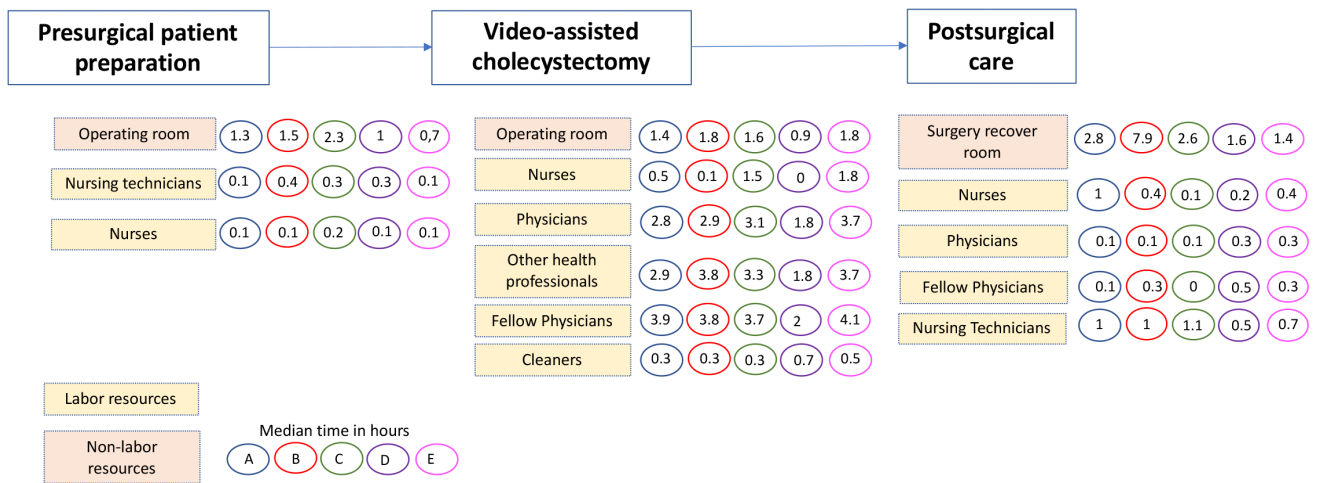 Presurgical patient
preparation
Video-assisted
cholecystectomy
Postsurgical
care
Operating room 1.3 1.5 2.3 1 0,7
Nursing technicians 0.1 0.4 0.3 0.3 0.1
Nurses 0.1 0.1 0.2 0.1 0.1
Operating room 1.4 1.8 1.6 0.9 1.8
Nurses 0.5 0.1 1.5 0 1.8
Physicians 2.8 2.9 3.1 1.8 3.7
Other health
professionals 2.9 3.8 3.3 1.8 3.7
Fellow Physicians 3.9 3.8 3.7 2 4.1
Cleaners 0.3 0.3 0.3 0.7 0.5
Surgery recover
room 2.8 7.9 2.6 1.6 1.4
Nurses 1 0.4 0.1 0.2 0.4
Physicians 0.1 0.1 0.1 0.3 0.3
Fellow Physicians 0.1 0.3 0 0.5 0.3
Nursing Technicians 1 1 1.1 0.5 0.7
Labor resources
Non-labor
resources
Median time in hours
A B C D E